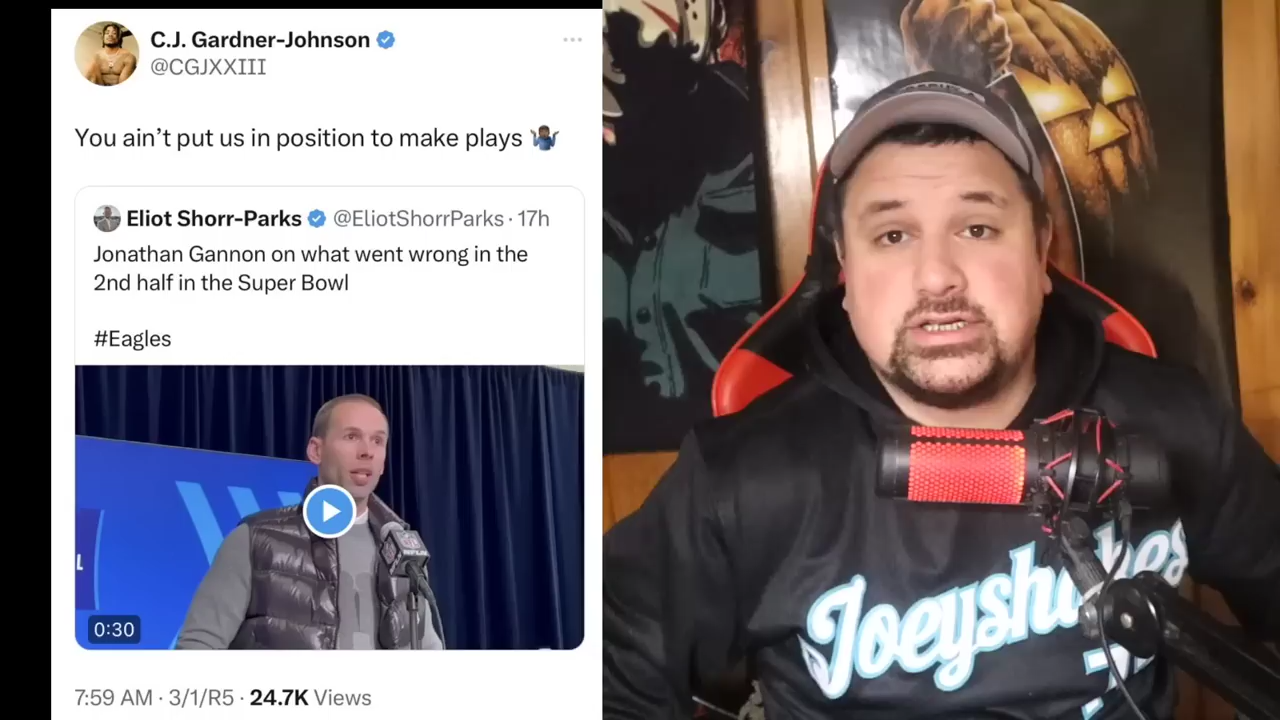 C.J. Gardner-Johnson
@CGJXXIII
You ain’t put us in position to make plays 🤷🏾‍♂️
Eliot Shorr-Parks @EliotShorrParks · 17h
Jonathan Gannon on what went wrong in the
2nd half in the Super Bowl
#Eagles
0:30
7:59 AM · 3/1/R5 · 24.7K Views